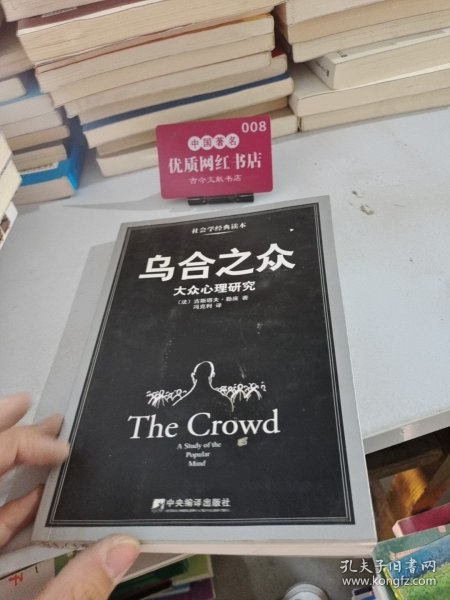 008
中国著名
优质网红书店
古今文献书店
社会学经典读本
乌合之众
大众心理研究
（法）古斯塔夫·勒庞 著
冯克利 译
The Crowd
A Study of the
Popular
Mind
中央编译出版社
孔夫子旧书网
www.kongfz.com